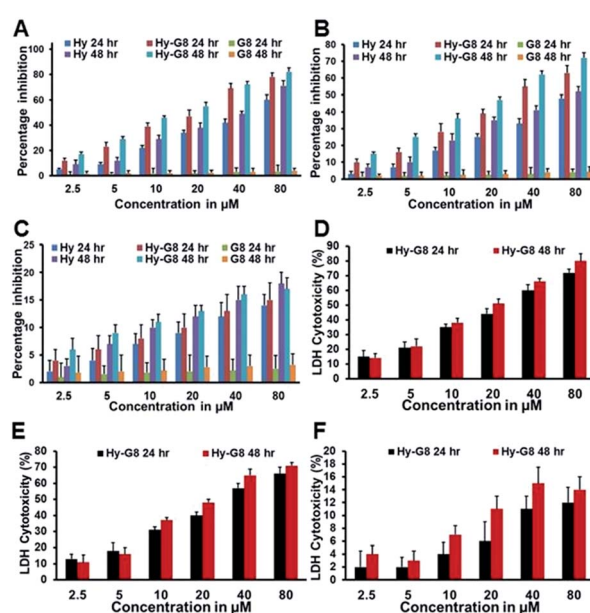 A
Hy 24 hr Hy-G8 24 hr G8 24 hr
Hy 48 hr Hy-G8 48 hr G8 48 hr
Percentage inhibition
100
80
60
40
20
0
2.5 5 10 20 40 80
Concentration in μM
B
Hy 24 hr Hy-G8 24 hr G8 24 hr
Hy 48 hr Hy-G8 48 hr G8 48 hr
Percentage inhibition
80
70
60
50
40
30
20
10
0
2.5 5 10 20 40 80
Concentration in μM
C
Hy 24 hr Hy-G8 24 hr G8 24 hr
Hy 48 hr Hy-G8 48 hr G8 48 hr
Percentage inhibition
25
20
15
10
5
0
2.5 5 10 20 40 80
Concentration in μM
D
Hy-G8 24 hr Hy-G8 48 hr
LDH Cytotoxicity (%)
90
80
70
60
50
40
30
20
10
0
2.5 5 10 20 40 80
Concentration in μM
E
Hy-G8 24 hr Hy-G8 48 hr
LDH Cytotoxicity (%)
80
70
60
50
40
30
20
10
0
2.5 5 10 20 40 80
Concentration in μM
F
Hy-G8 24 hr Hy-G8 48 hr
LDH Cytotoxicity (%)
20
18
16
14
12
10
8
6
4
2
0
2.5 5 10 20 40 80
Concentration in μM